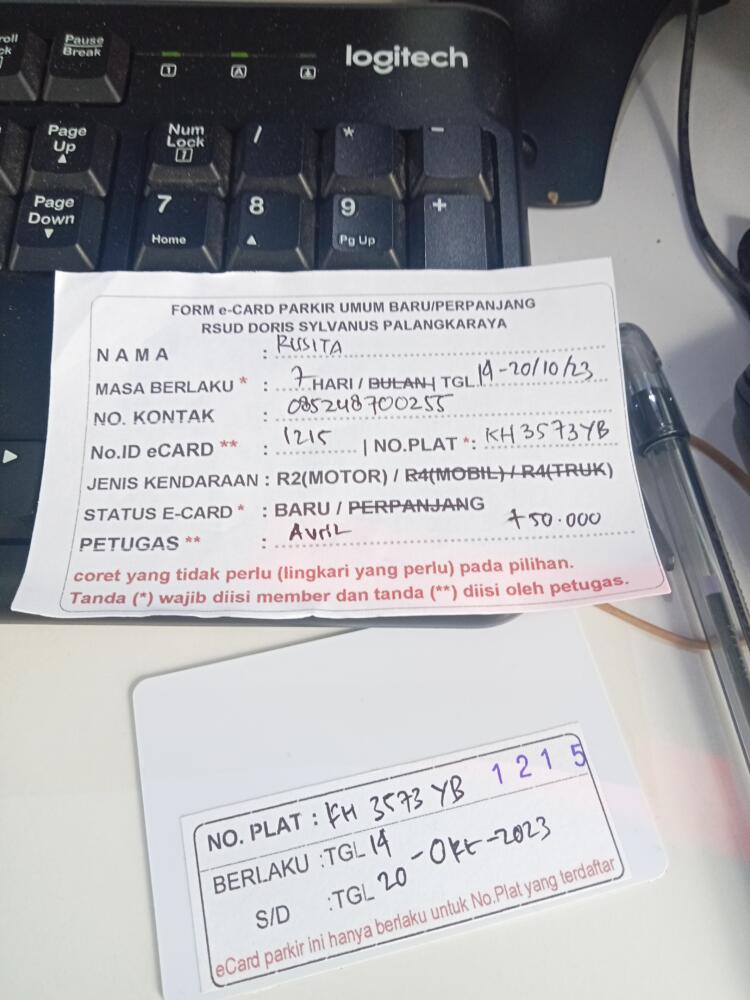 Pause
Break
logitech
1
A
Page
Up
Num
Lock
1
/
*
-
Page
Down
7
Home
8
9
Pg Up
+
FORM e-CARD PARKIR UMUM BARU/PERPANJANG
RSUD DORIS SYLVANUS PALANGKARAYA
NAMA : RUSITA
MASA BERLAKU * : 7 HARI / BULAN | TGL 14-20/10/23
NO. KONTAK : 085248700255
No.ID eCARD ** : 1215 | NO.PLAT *: KH 3573 YB
JENIS KENDARAAN : R2(MOTOR) / R4(MOBIL) / R4(TRUK)
STATUS E-CARD * : BARU / PERPANJANG
+50.000
PETUGAS ** : Avril
coret yang tidak perlu (lingkari yang perlu) pada pilihan.
Tanda (*) wajib diisi member dan tanda (**) diisi oleh petugas.
NO. PLAT : KH 3573 YB 1215
BERLAKU :TGL 14
S/D :TGL 20 - Okt - 2023
eCard parkir ini hanya berlaku untuk No.Plat yang terdaftar